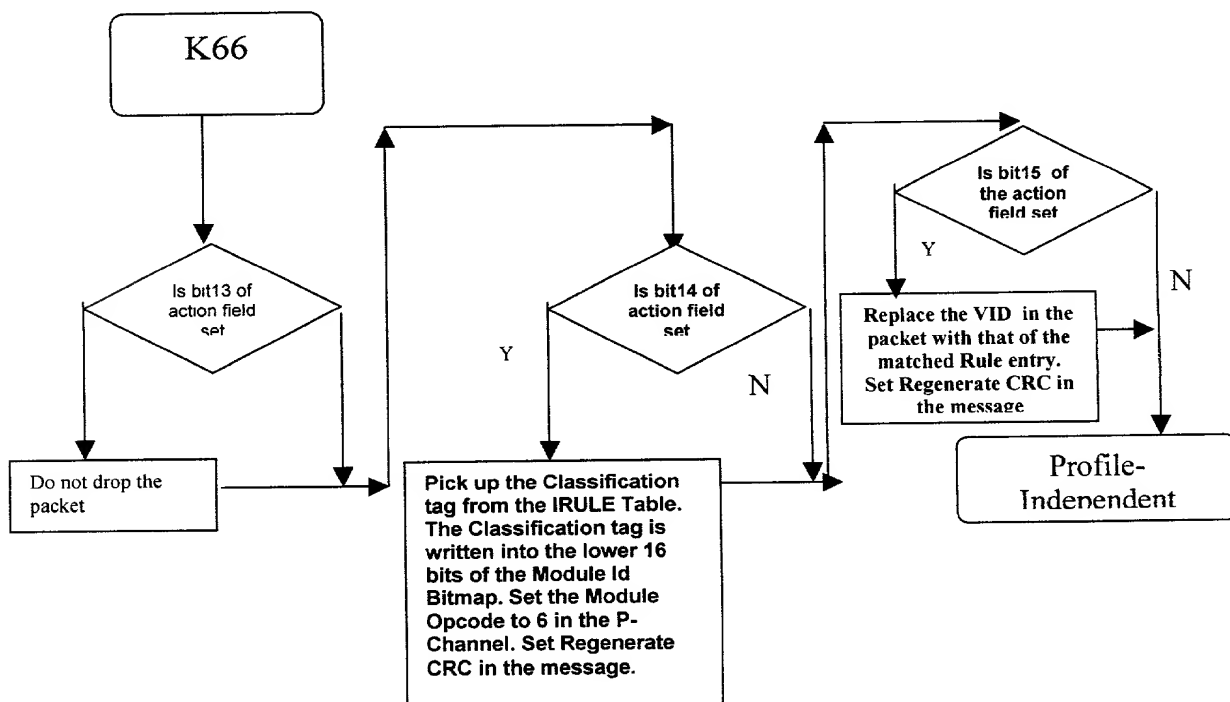 K66
Is bit13 of
action field
set
Do not drop the
packet
Is bit14 of
action field
set
Y
N
Pick up the Classification
tag from the IRULE Table.
The Classification tag is
written into the lower 16
bits of the Module Id
Bitmap. Set the Module
Opcode to 6 in the P-
Channel. Set Regenerate
CRC in the message.
Is bit15 of
the action
field set
Y
N
Replace the VID in the
packet with that of the
matched Rule entry.
Set Regenerate CRC in
the message
Profile-
Independent